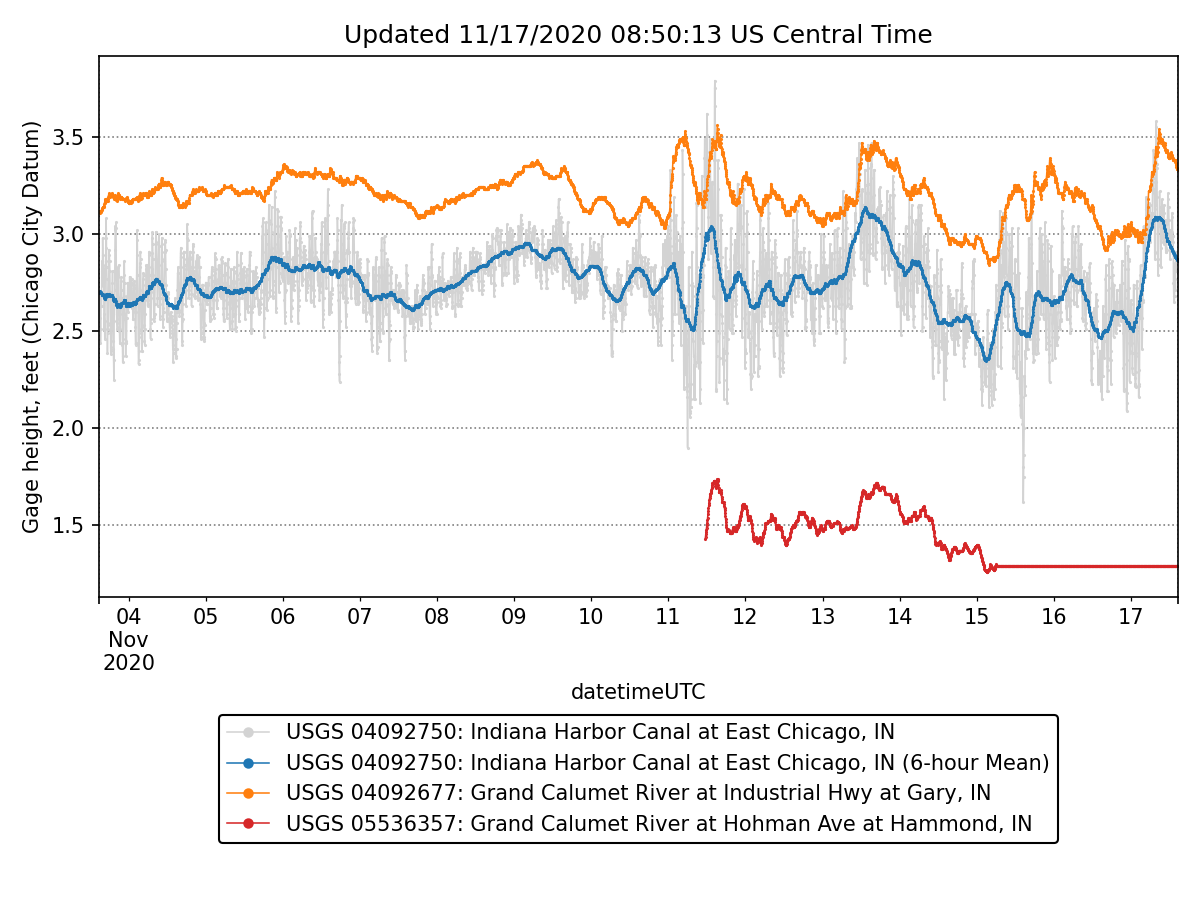 Updated 11/17/2020 08:50:13 US Central Time
Gage height, feet (Chicago City Datum)
3.5
3.0
2.5
2.0
1.5
04 05 06 07 08 09 10 11 12 13 14 15 16 17
Nov
2020
datetimeUTC
USGS 04092750: Indiana Harbor Canal at East Chicago, IN
USGS 04092750: Indiana Harbor Canal at East Chicago, IN (6-hour Mean)
USGS 04092677: Grand Calumet River at Industrial Hwy at Gary, IN
USGS 05536357: Grand Calumet River at Hohman Ave at Hammond, IN